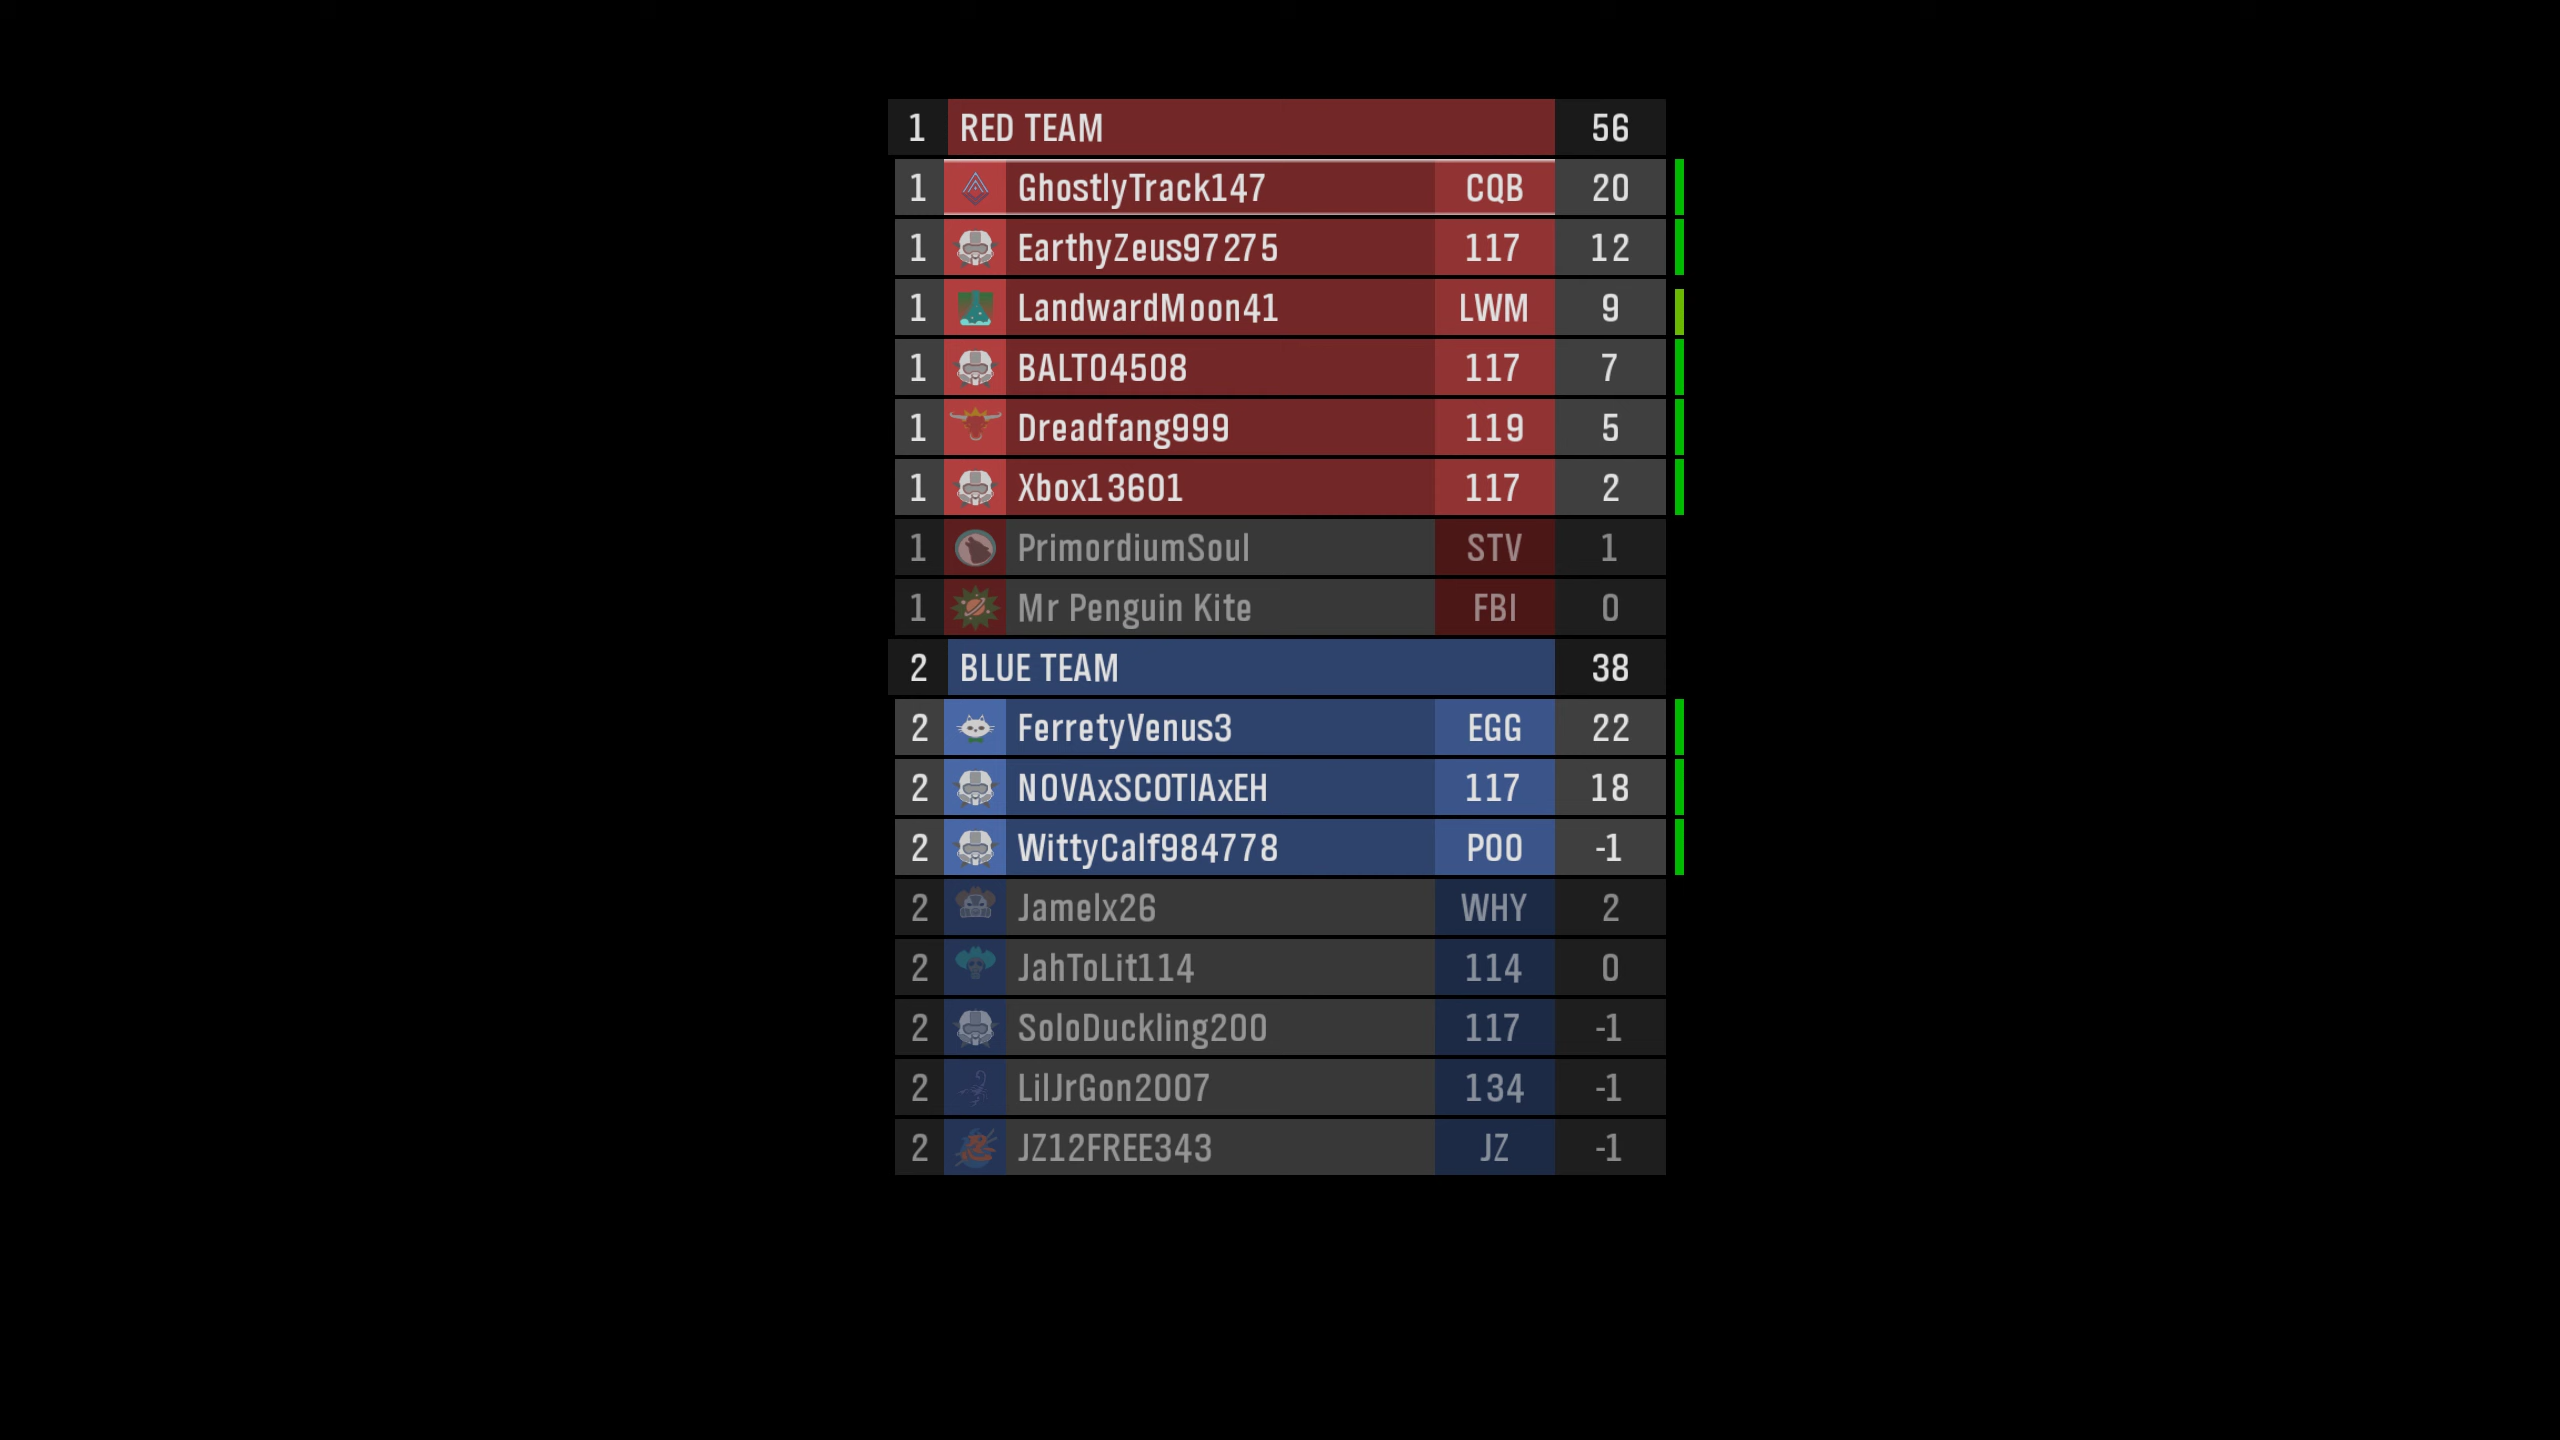 1 RED TEAM 56
1 GhostlyTrack147 CQB 20
1 EarthyZeus97275 117 12
1 LandwardMoon41 LWM 9
1 BALTO4508 117 7
1 Dreadfang999 119 5
1 Xbox13601 117 2
1 PrimordiumSoul STV 1
1 Mr Penguin Kite FBI 0
2 BLUE TEAM 38
2 FerretyVenus3 EGG 22
2 NOVAxSCOTIAxEH 117 18
2 WittyCalf984778 POO -1
2 Jamelx26 WHY 2
2 JahToLit114 114 0
2 SoloDuckling200 117 -1
2 LilJrGon2007 134 -1
2 JZ12FREE343 JZ -1